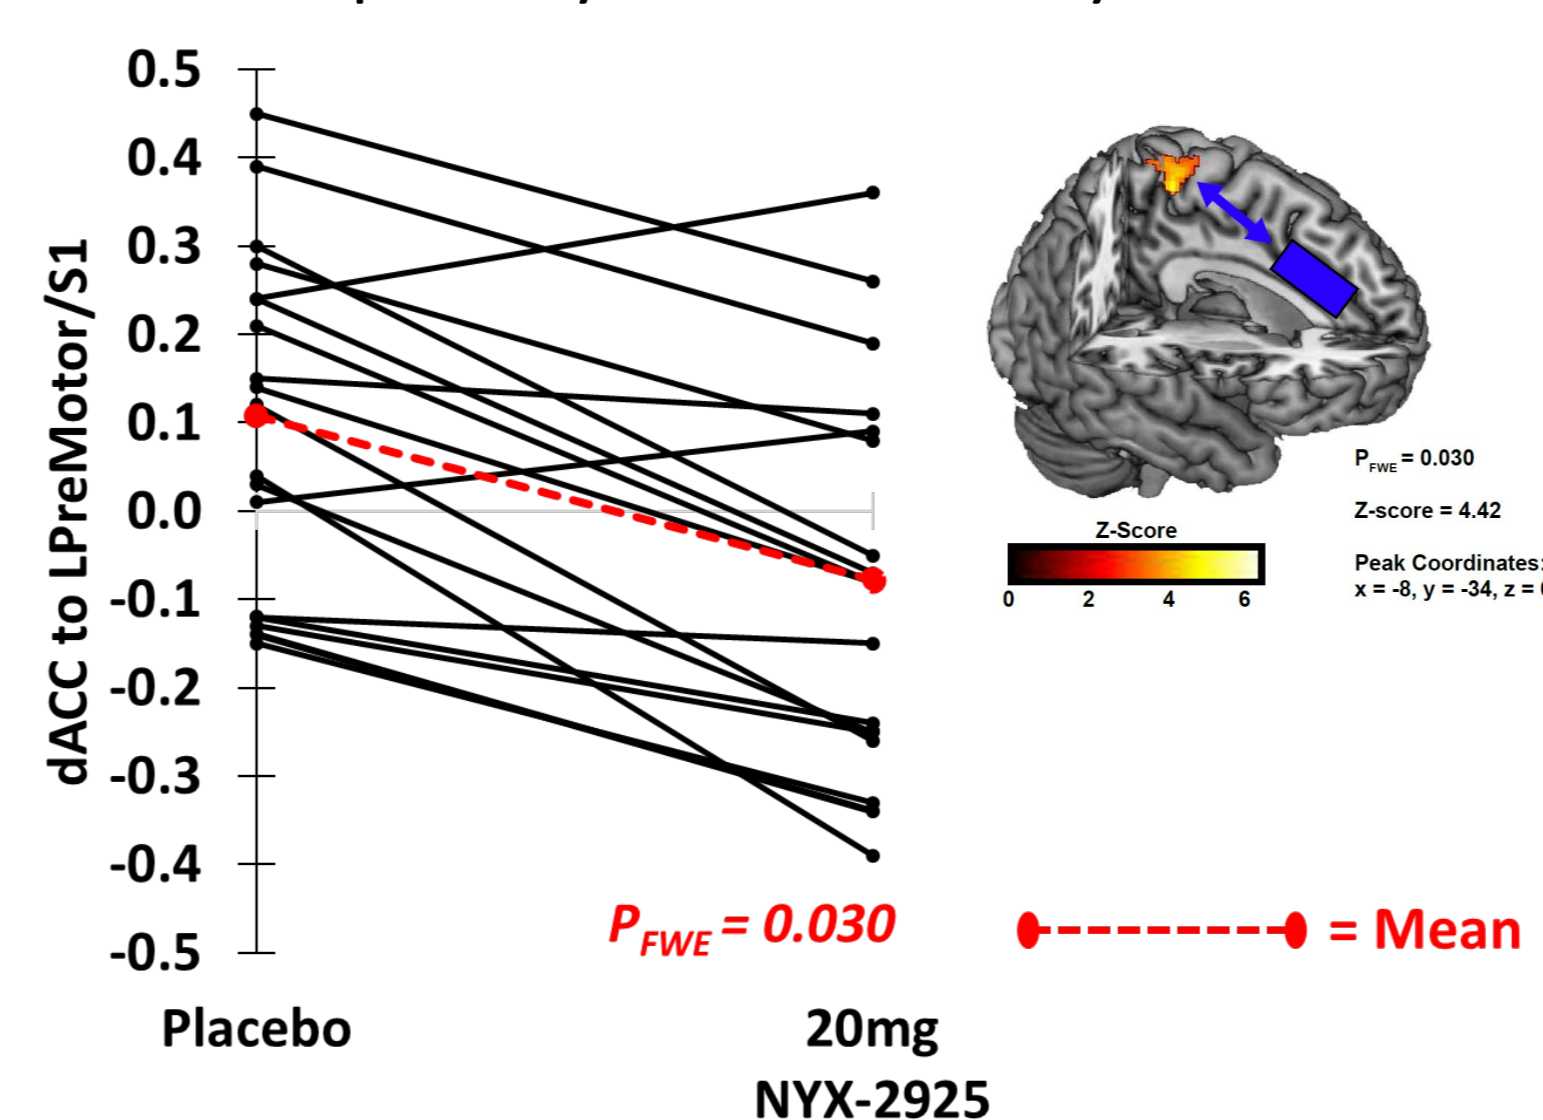 0.5
0.4
0.3
0.2
0.1
0.0
-0.1
-0.2
-0.3
-0.4
-0.5
dACC to LPreMotor/S1
Placebo
20mg
NYX-2925
PFWE = 0.030
= Mean
PFWE = 0.030
Z-score = 4.42
Peak Coordinates:
x = -8, y = -34, z =
Z-Score
0 2 4 6